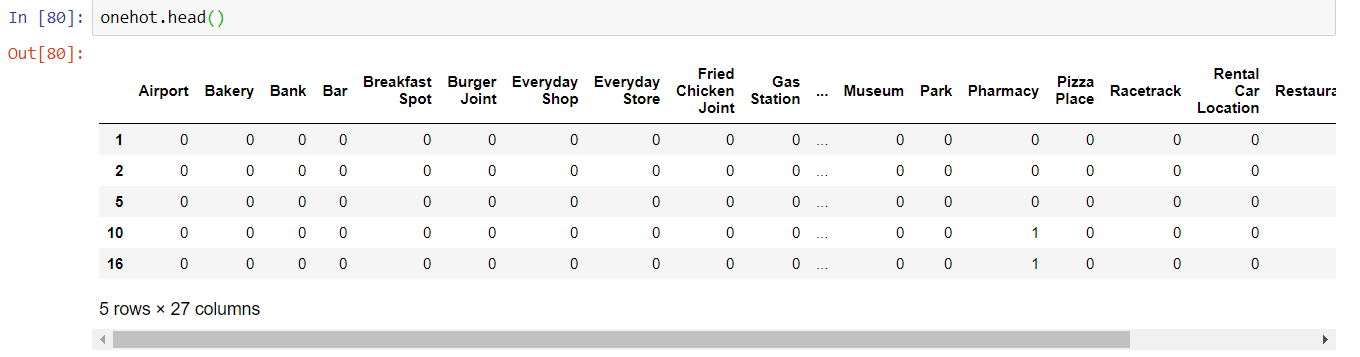 In [80]: onehot.head()
Out[80]:
Airport Bakery Bank Bar Breakfast Spot Burger Joint Everyday Shop Everyday Store Fried Chicken Joint Gas Station ... Museum Park Pharmacy Pizza Place Racetrack Rental Car Location Restaura
1 0 0 0 0 0 0 0 0 0 0 ... 0 0 0 0 0 0
2 0 0 0 0 0 0 0 0 0 0 ... 0 0 0 0 0 0
5 0 0 0 0 0 0 0 0 0 0 ... 0 0 0 0 0 0
10 0 0 0 0 0 0 0 0 0 0 ... 0 0 1 0 0 0
16 0 0 0 0 0 0 0 0 0 0 ... 0 0 1 0 0 0
5 rows × 27 columns